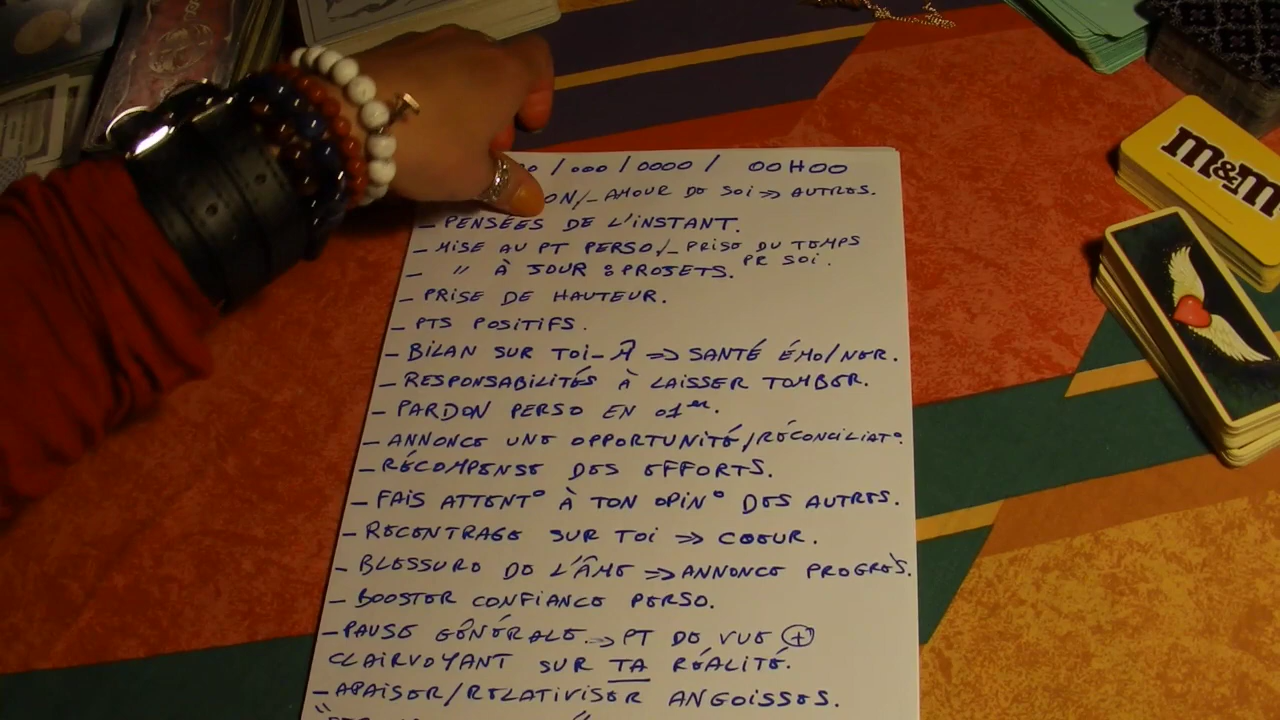 / 000 / 0000 / 00H00
/- AMOUR DE SOI => AUTRES.
- PENSÉES DE L'INSTANT.
- MISE AU PT PERSO/- PRISE DU TEMPS
PR SOI.
- " À JOUR : PROJETS.
- PRISE DE HAUTEUR.
- PTS POSITIFS.
- BILAN SUR TOI- => SANTÉ ÉMO/NER.
- RESPONSABILITÉS À LAISSER TOMBER.
- PARDON PERSO EN 01er.
- ANNONCE UNE OPPORTUNITÉ/RÉCONCILIAT°.
- RÉCOMPENSE DES EFFORTS.
- FAIS ATTENT° À TON OPIN° DES AUTRES.
- RECENTRAGE SUR TOI => COEUR.
- BLESSURE DE L'ÂME => ANNONCE PROGRÈS.
- BOOSTER CONFIANCE PERSO.
- PAUSE GÉNÉRALE => PT DE VUE (+)
CLAIRVOYANT SUR TA RÉALITÉ.
- APAISER/RELATIVISER ANGOISSES.
M&M